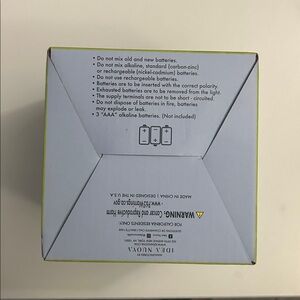 • Do not mix old and new batteries.
• Do not mix alkaline, standard (carbon-zinc)
or rechargeable (nickel-cadmium) batteries.
• Do not use rechargeable batteries.
• Batteries are to be inserted with the correct polarity.
• Exhausted batteries are to be removed from the light.
• The supply terminals are not to be short - circuited.
• Do not dispose of batteries in fire, batteries
may explode or leak.
• 3 "AAA" alkaline batteries. (Not included)
IDEA NUOVA
FOR CALIFORNIA RESIDENTS ONLY:
WARNING: Cancer and Reproductive Harm
www.P65Warnings.ca.gov
MADE IN CHINA | DESIGNED IN THE U.S.A